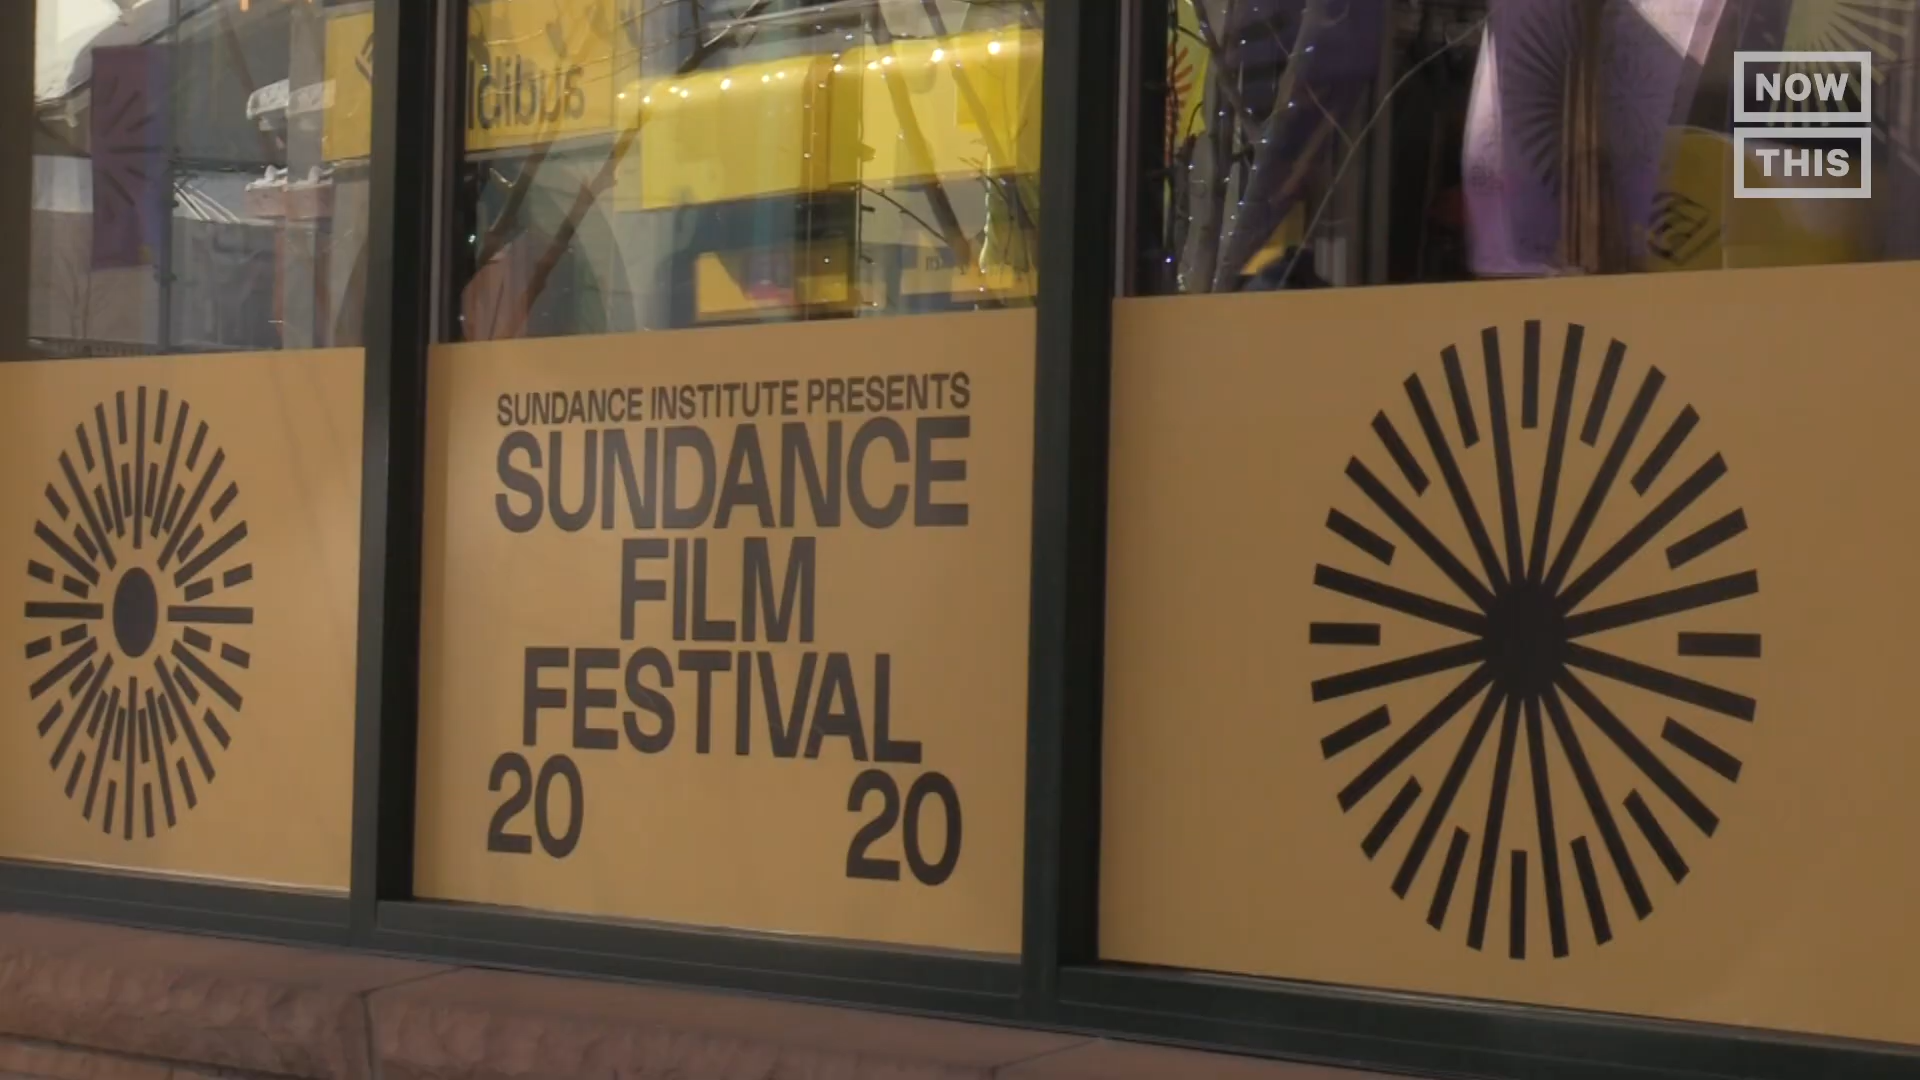 NOW
THIS
SUNDANCE INSTITUTE PRESENTS
SUNDANCE
FILM
FESTIVAL
20 20